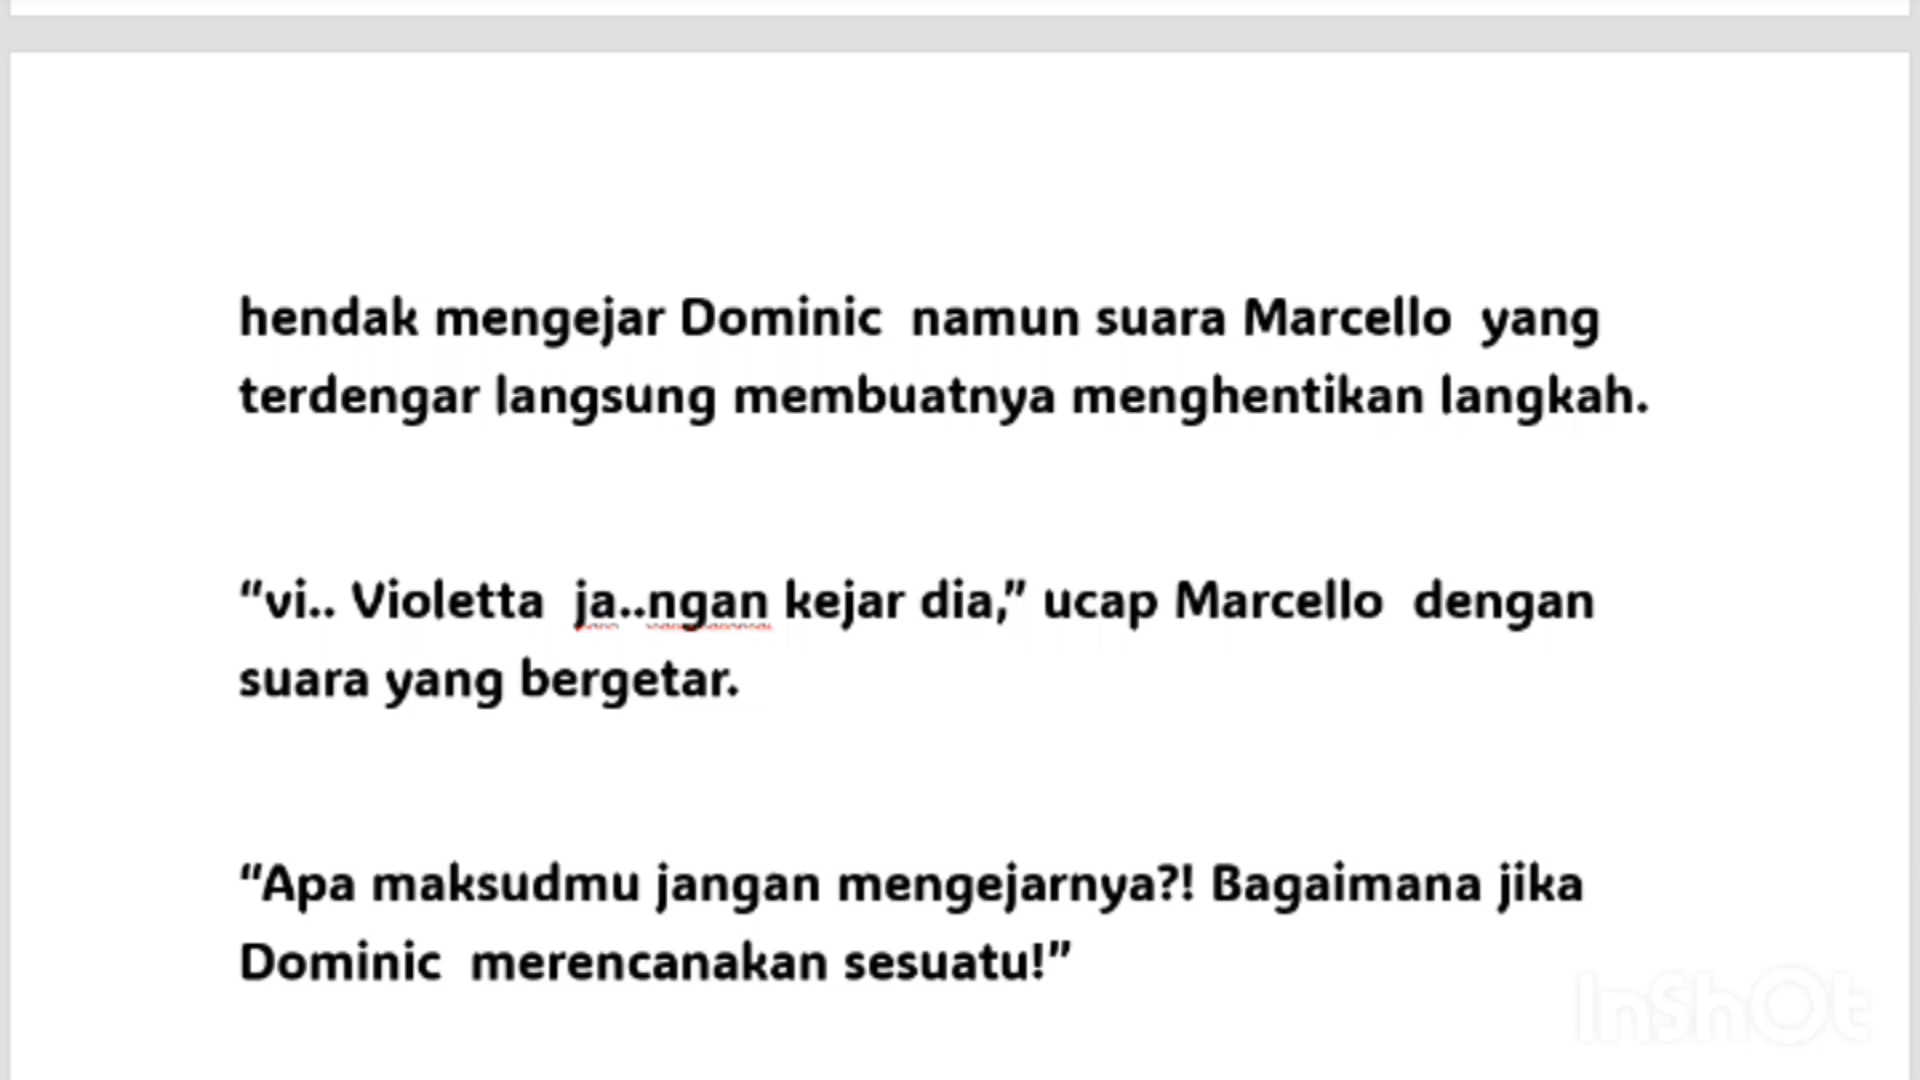 hendak mengejar Dominic  namun suara Marcello  yang
terdengar langsung membuatnya menghentikan langkah.
“vi.. Violetta  ja..ngan kejar dia,” ucap Marcello  dengan
suara yang bergetar.
“Apa maksudmu jangan mengejarnya?! Bagaimana jika
Dominic  merencanakan sesuatu!”
InShOt